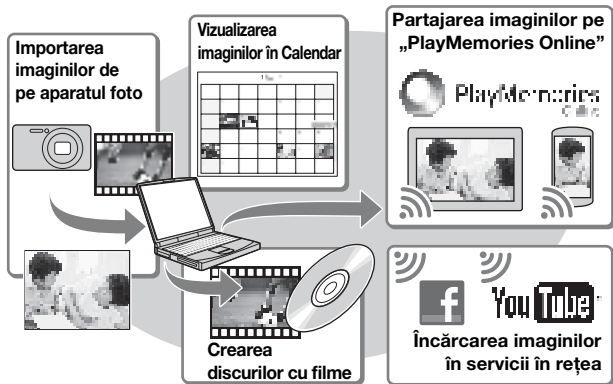 Importarea
imaginilor de
pe aparatul foto
Vizualizarea
imaginilor în Calendar
Partajarea imaginilor pe
„PlayMemories Online”
PlayMemories
f
You Tube
Încărcarea imaginilor
în servicii în rețea
Crearea
discurilor cu filme